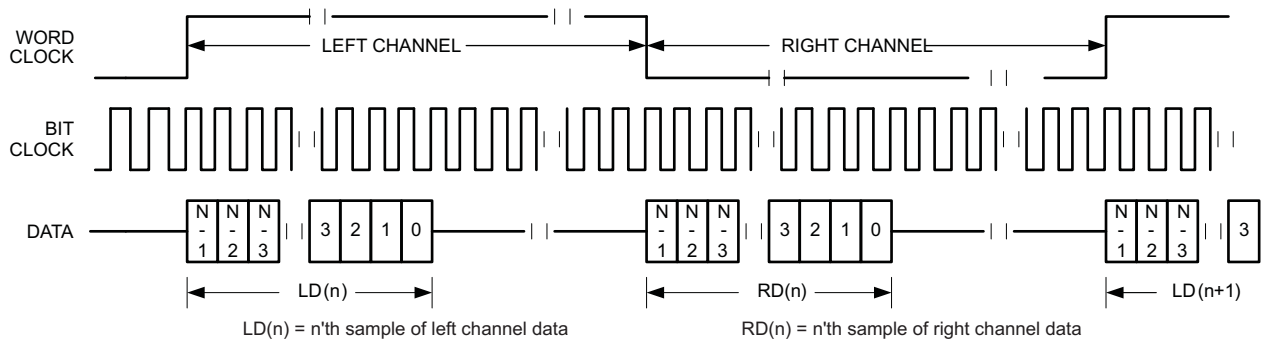 WORD
CLOCK
LEFT CHANNEL
RIGHT CHANNEL
BIT
CLOCK
DATA
N
-
1
N
-
2
N
-
3
3
2
1
0
N
-
1
N
-
2
N
-
3
3
2
1
0
N
-
1
N
-
2
N
-
3
3
LD(n)
RD(n)
LD(n+1)
LD(n) = n'th sample of left channel data
RD(n) = n'th sample of right channel data